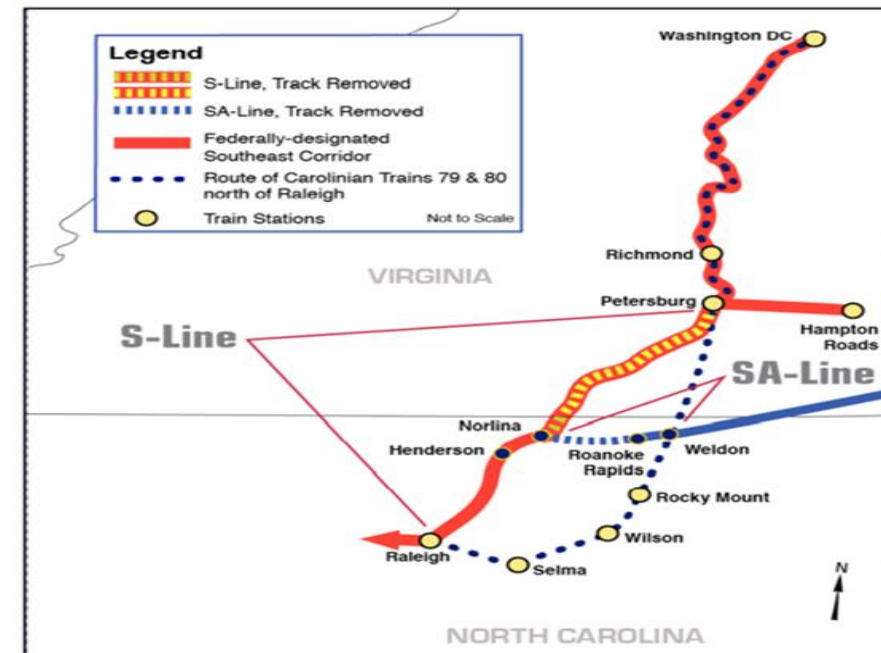 Legend
S-Line, Track Removed
SA-Line, Track Removed
Federally-designated
Southeast Corridor
Route of Carolinian Trains 79 & 80
north of Raleigh
Train Stations
Not to Scale
Washington DC
Richmond
VIRGINIA
Petersburg
Hampton
Roads
S-Line
SA-Line
Norlina
Henderson
Roanoke
Rapids
Weldon
Rocky Mount
Wilson
Raleigh
Selma
N
NORTH CAROLINA